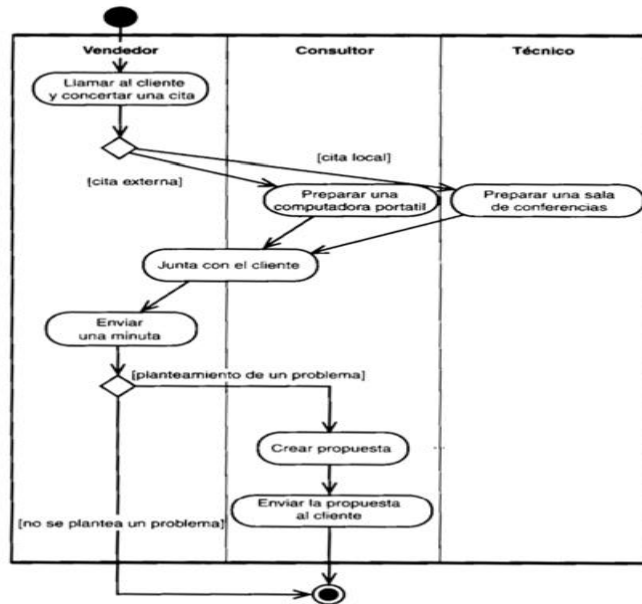 Vendedor
Consultor
Técnico
Llamar al cliente
y concertar una cita
[cita local]
[cita externa]
Preparar una
computadora portatil
Preparar una sala
de conferencias
Junta con el cliente
Enviar
una minuta
[planteamiento de un problema]
Crear propuesta
Enviar la propuesta
al cliente
[no se plantea un problema]